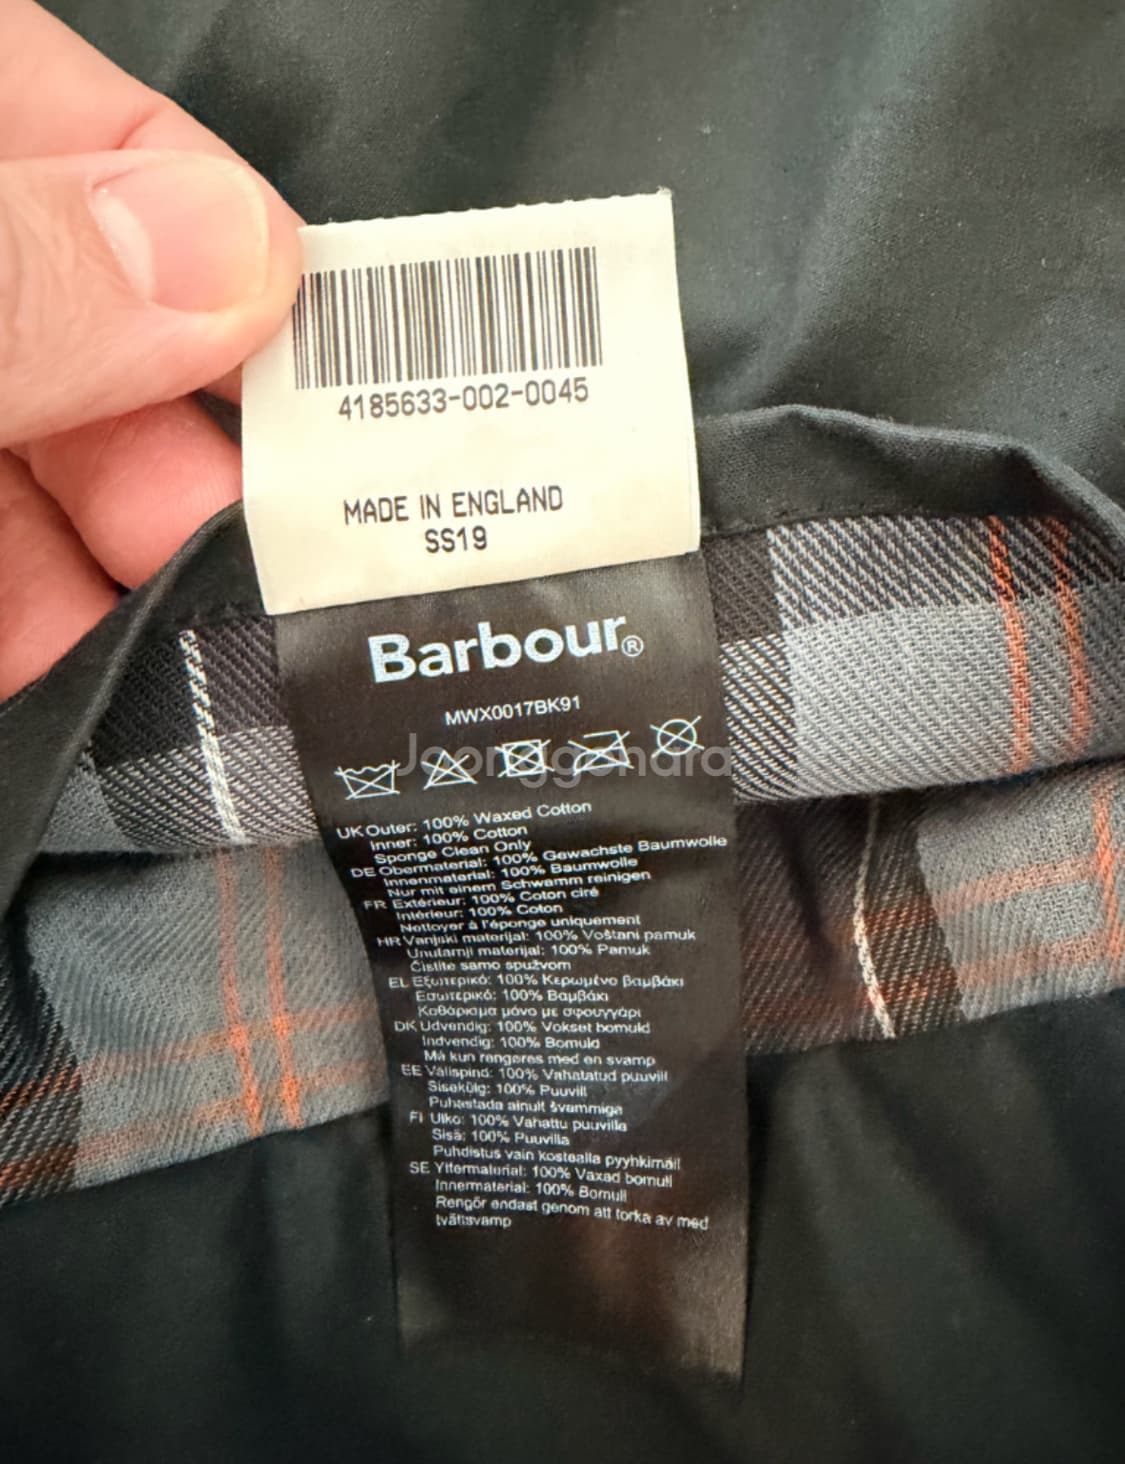 4185633-002-0045
MADE IN ENGLAND
SS19
Barbour®
MWX0017BK91
Joonggonara
UK Outer: 100% Waxed Cotton
Inner: 100% Cotton
Sponge Clean Only
DE Obermaterial: 100% Gewachste Baumwolle
Innenmaterial: 100% Baumwolle
Nur mit einem Schwamm reinigen
FR Extérieur: 100% Coton ciré
Intérieur: 100% Coton
Nettoyer à l'éponge uniquement
HR Vanjski materijal: 100% Voštani pamuk
Unutarnji materijal: 100% Pamuk
Čistite samo spužvom
EL Εξωτερικό: 100% Κερωμένο βαμβάκι
Εσωτερικό: 100% Βαμβάκι
Καθάρισμα μόνο με σφουγγάρι
DK Udvendig: 100% Vokset bomuld
Indvendig: 100% Bomuld
Må kun rengøres med en svamp
EE Välispind: 100% Vahatatud puuvill
Sisekülg: 100% Puuvill
Puhastada ainult švammiga
FI Ulko: 100% Vahattu puuvilla
Sisä: 100% Puuvilla
Puhdistus vain kostealla pyyhkimällä
SE Yttermaterial: 100% Vaxad bomull
Innermaterial: 100% Bomull
Rengör endast genom att torka av med
tvättsvamp